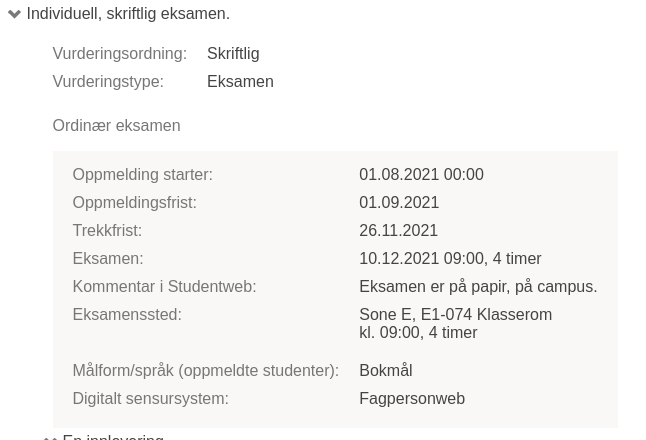 Individuell, skriftlig eksamen.
Vurderingsordning: Skriftlig
Vurderingstype: Eksamen
Ordinær eksamen
Oppmelding starter: 01.08.2021 00:00
Oppmeldingsfrist: 01.09.2021
Trekkfrist: 26.11.2021
Eksamen: 10.12.2021 09:00, 4 timer
Kommentar i Studentweb: Eksamen er på papir, på campus.
Eksamenssted: Sone E, E1-074 Klasserom
kl. 09:00, 4 timer
Målform/språk (oppmeldte studenter): Bokmål
Digitalt sensursystem: Fagpersonweb
En innlevering